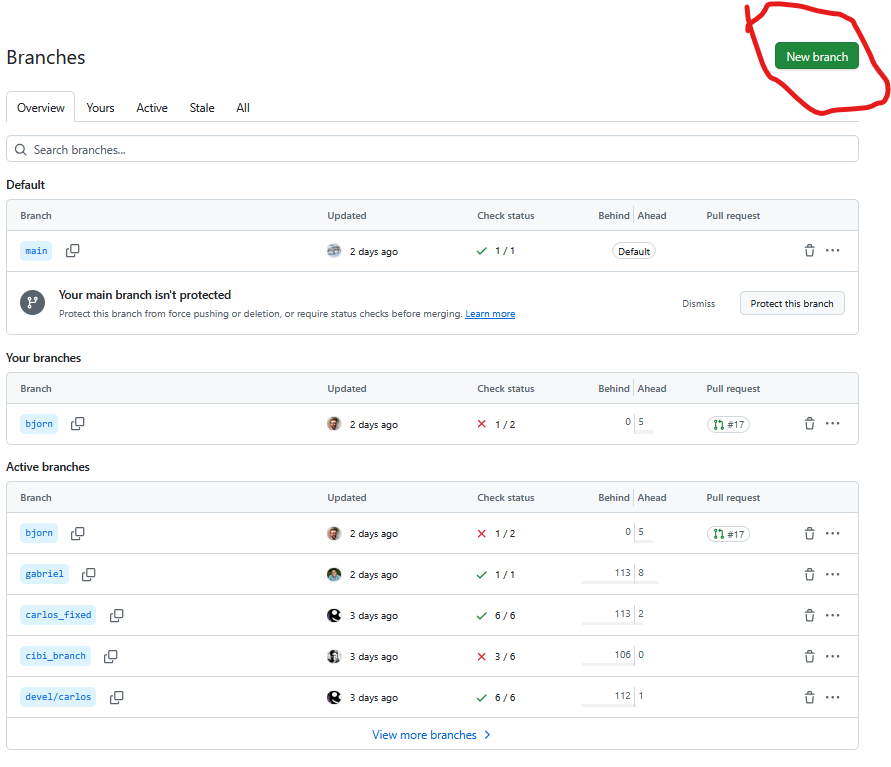 Branches
New branch
Overview Yours Active Stale All
Search branches...
Default
Branch Updated Check status Behind Ahead Pull request
main 2 days ago 1 / 1 Default
Your main branch isn't protected
Protect this branch from force pushing or deletion, or require status checks before merging. Learn more
Dismiss Protect this branch
Your branches
Branch Updated Check status Behind Ahead Pull request
bjorn 2 days ago 1 / 2 0 5 #17
Active branches
Branch Updated Check status Behind Ahead Pull request
bjorn 2 days ago 1 / 2 0 5 #17
gabriel 2 days ago 1 / 1 113 8
carlos_fixed 3 days ago 6 / 6 113 2
cibi_branch 3 days ago 3 / 6 106 0
devel/carlos 3 days ago 6 / 6 112 1
View more branches